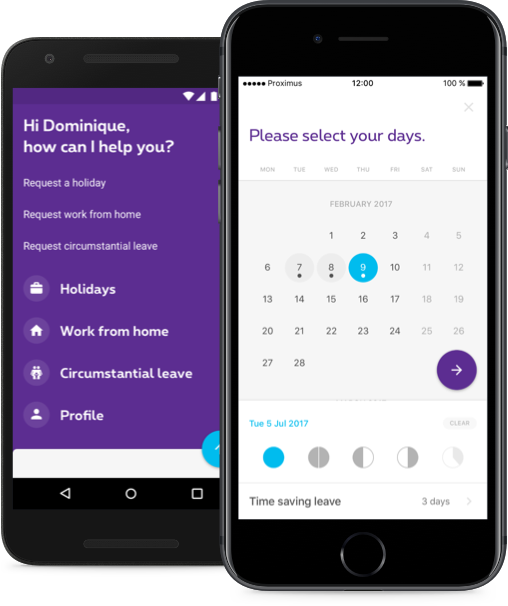 Hi Dominique,
how can I help you?
Request a holiday
Request work from home
Request circumstantial leave
Holidays
Work from home
Circumstantial leave
Profile
Proximus 12:00 100 %
Please select your days.
MON TUE WED THU FRI SAT SUN
FEBRUARY 2017
1 2 3 4 5
6 7 8 9 10 11 12
13 14 15 16 17 18 19
20 21 22 23 24 25 26
27 28
Tue 5 Jul 2017 CLEAR
Time saving leave 3 days